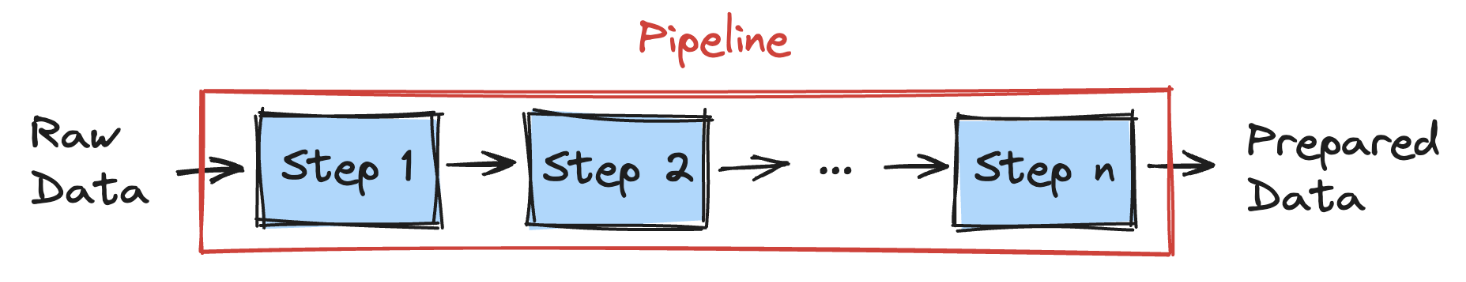 Pipeline
Raw
Data
Step 1
Step 2
...
Step n
Prepared
Data